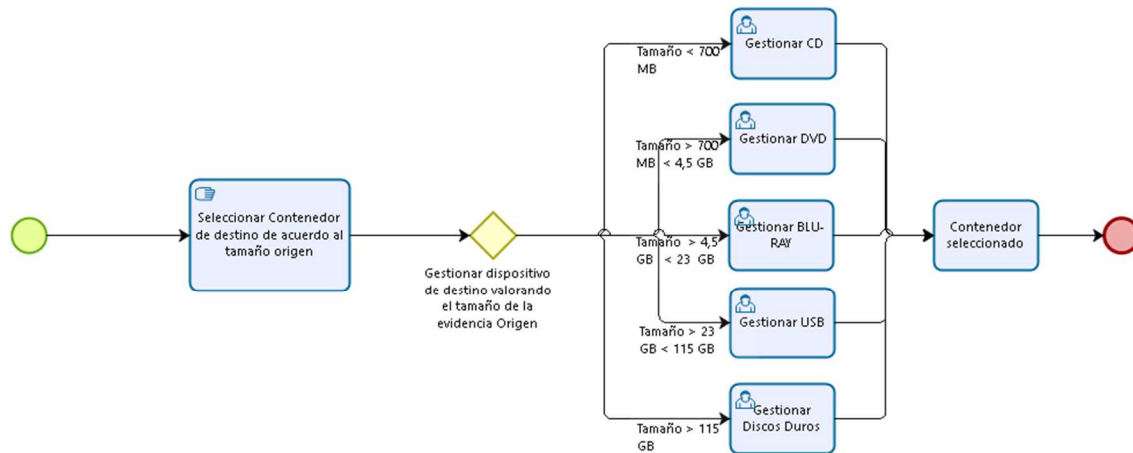 Seleccionar Contenedor
de destino de acuerdo al
tamaño origen
Gestionar dispositivo
de destino valorando
el tamaño de la
evidencia Origen
Tamaño < 700
MB
Gestionar CD
Tamaño > 700
MB < 4,5 GB
Gestionar DVD
Tamaño > 4,5
GB < 23 GB
Gestionar BLU-
RAY
Tamaño > 23
GB < 115 GB
Gestionar USB
Tamaño > 115
GB
Gestionar
Discos Duros
Contenedor
seleccionado